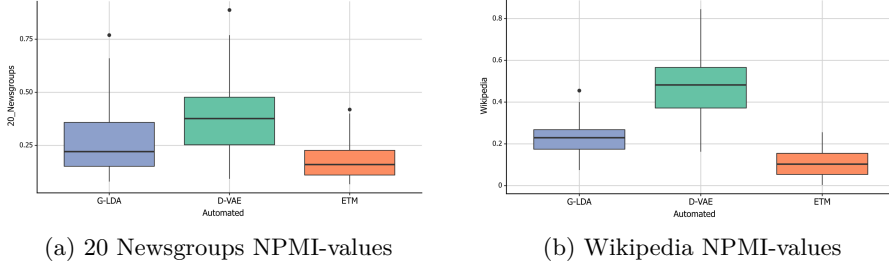 0.75
0.50
0.25
20_Newsgroups
G-LDA D-VAE ETM
Automated
(a) 20 Newsgroups NPMI-values
0.8
0.6
0.4
0.2
0
Wikipedia
G-LDA D-VAE ETM
Automated
(b) Wikipedia NPMI-values